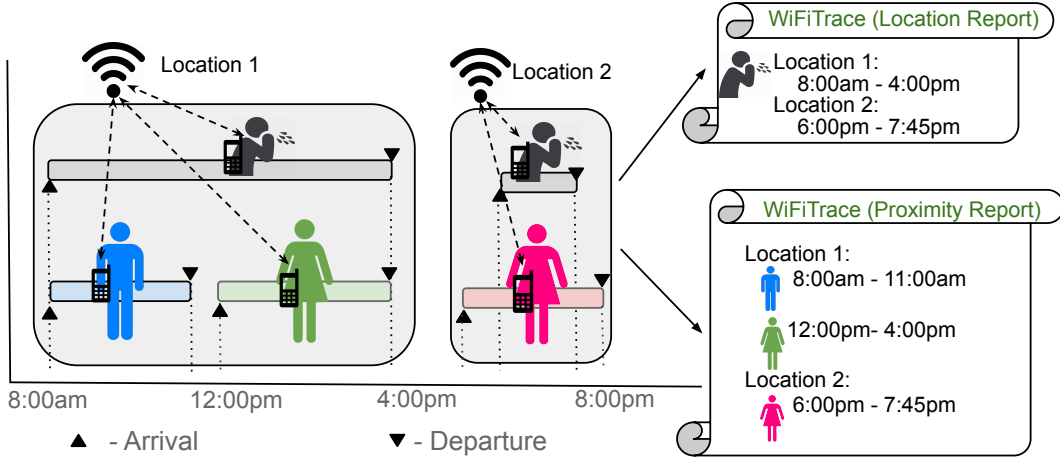 Location 1
Location 2
8:00am
12:00pm
4:00pm
8:00pm
- Arrival
- Departure
WiFiTrace (Location Report)
Location 1:
8:00am - 4:00pm
Location 2:
6:00pm - 7:45pm
WiFiTrace (Proximity Report)
Location 1:
8:00am - 11:00am
12:00pm- 4:00pm
Location 2:
6:00pm - 7:45pm